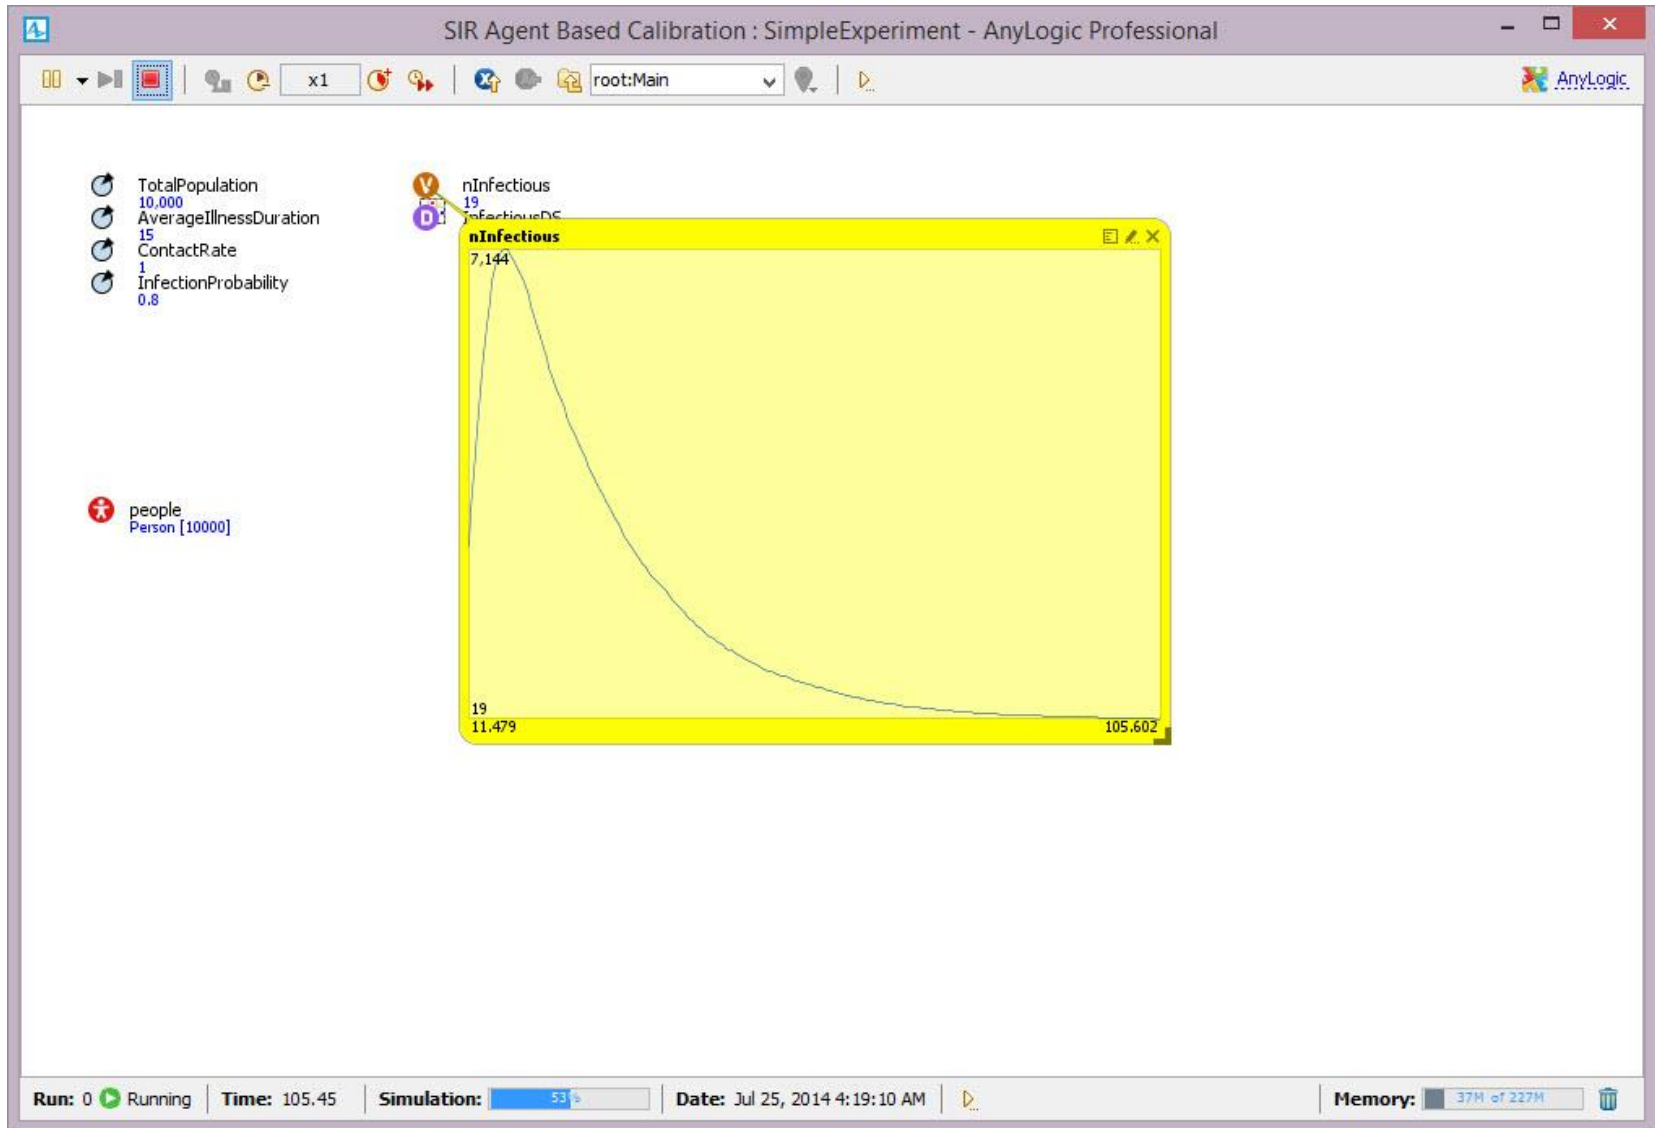 SIR Agent Based Calibration : SimpleExperiment - AnyLogic Professional
x1 root:Main AnyLogic
TotalPopulation
10,000
AverageIllnessDuration
15
ContactRate
1
InfectionProbability
0.8
nInfectious
19
InfectiousDS
nInfectious
7,144
19
11.479 105.602
people
Person [10000]
Run: 0 Running Time: 105.45 Simulation: 53% Date: Jul 25, 2014 4:19:10 AM Memory: 37M of 227M